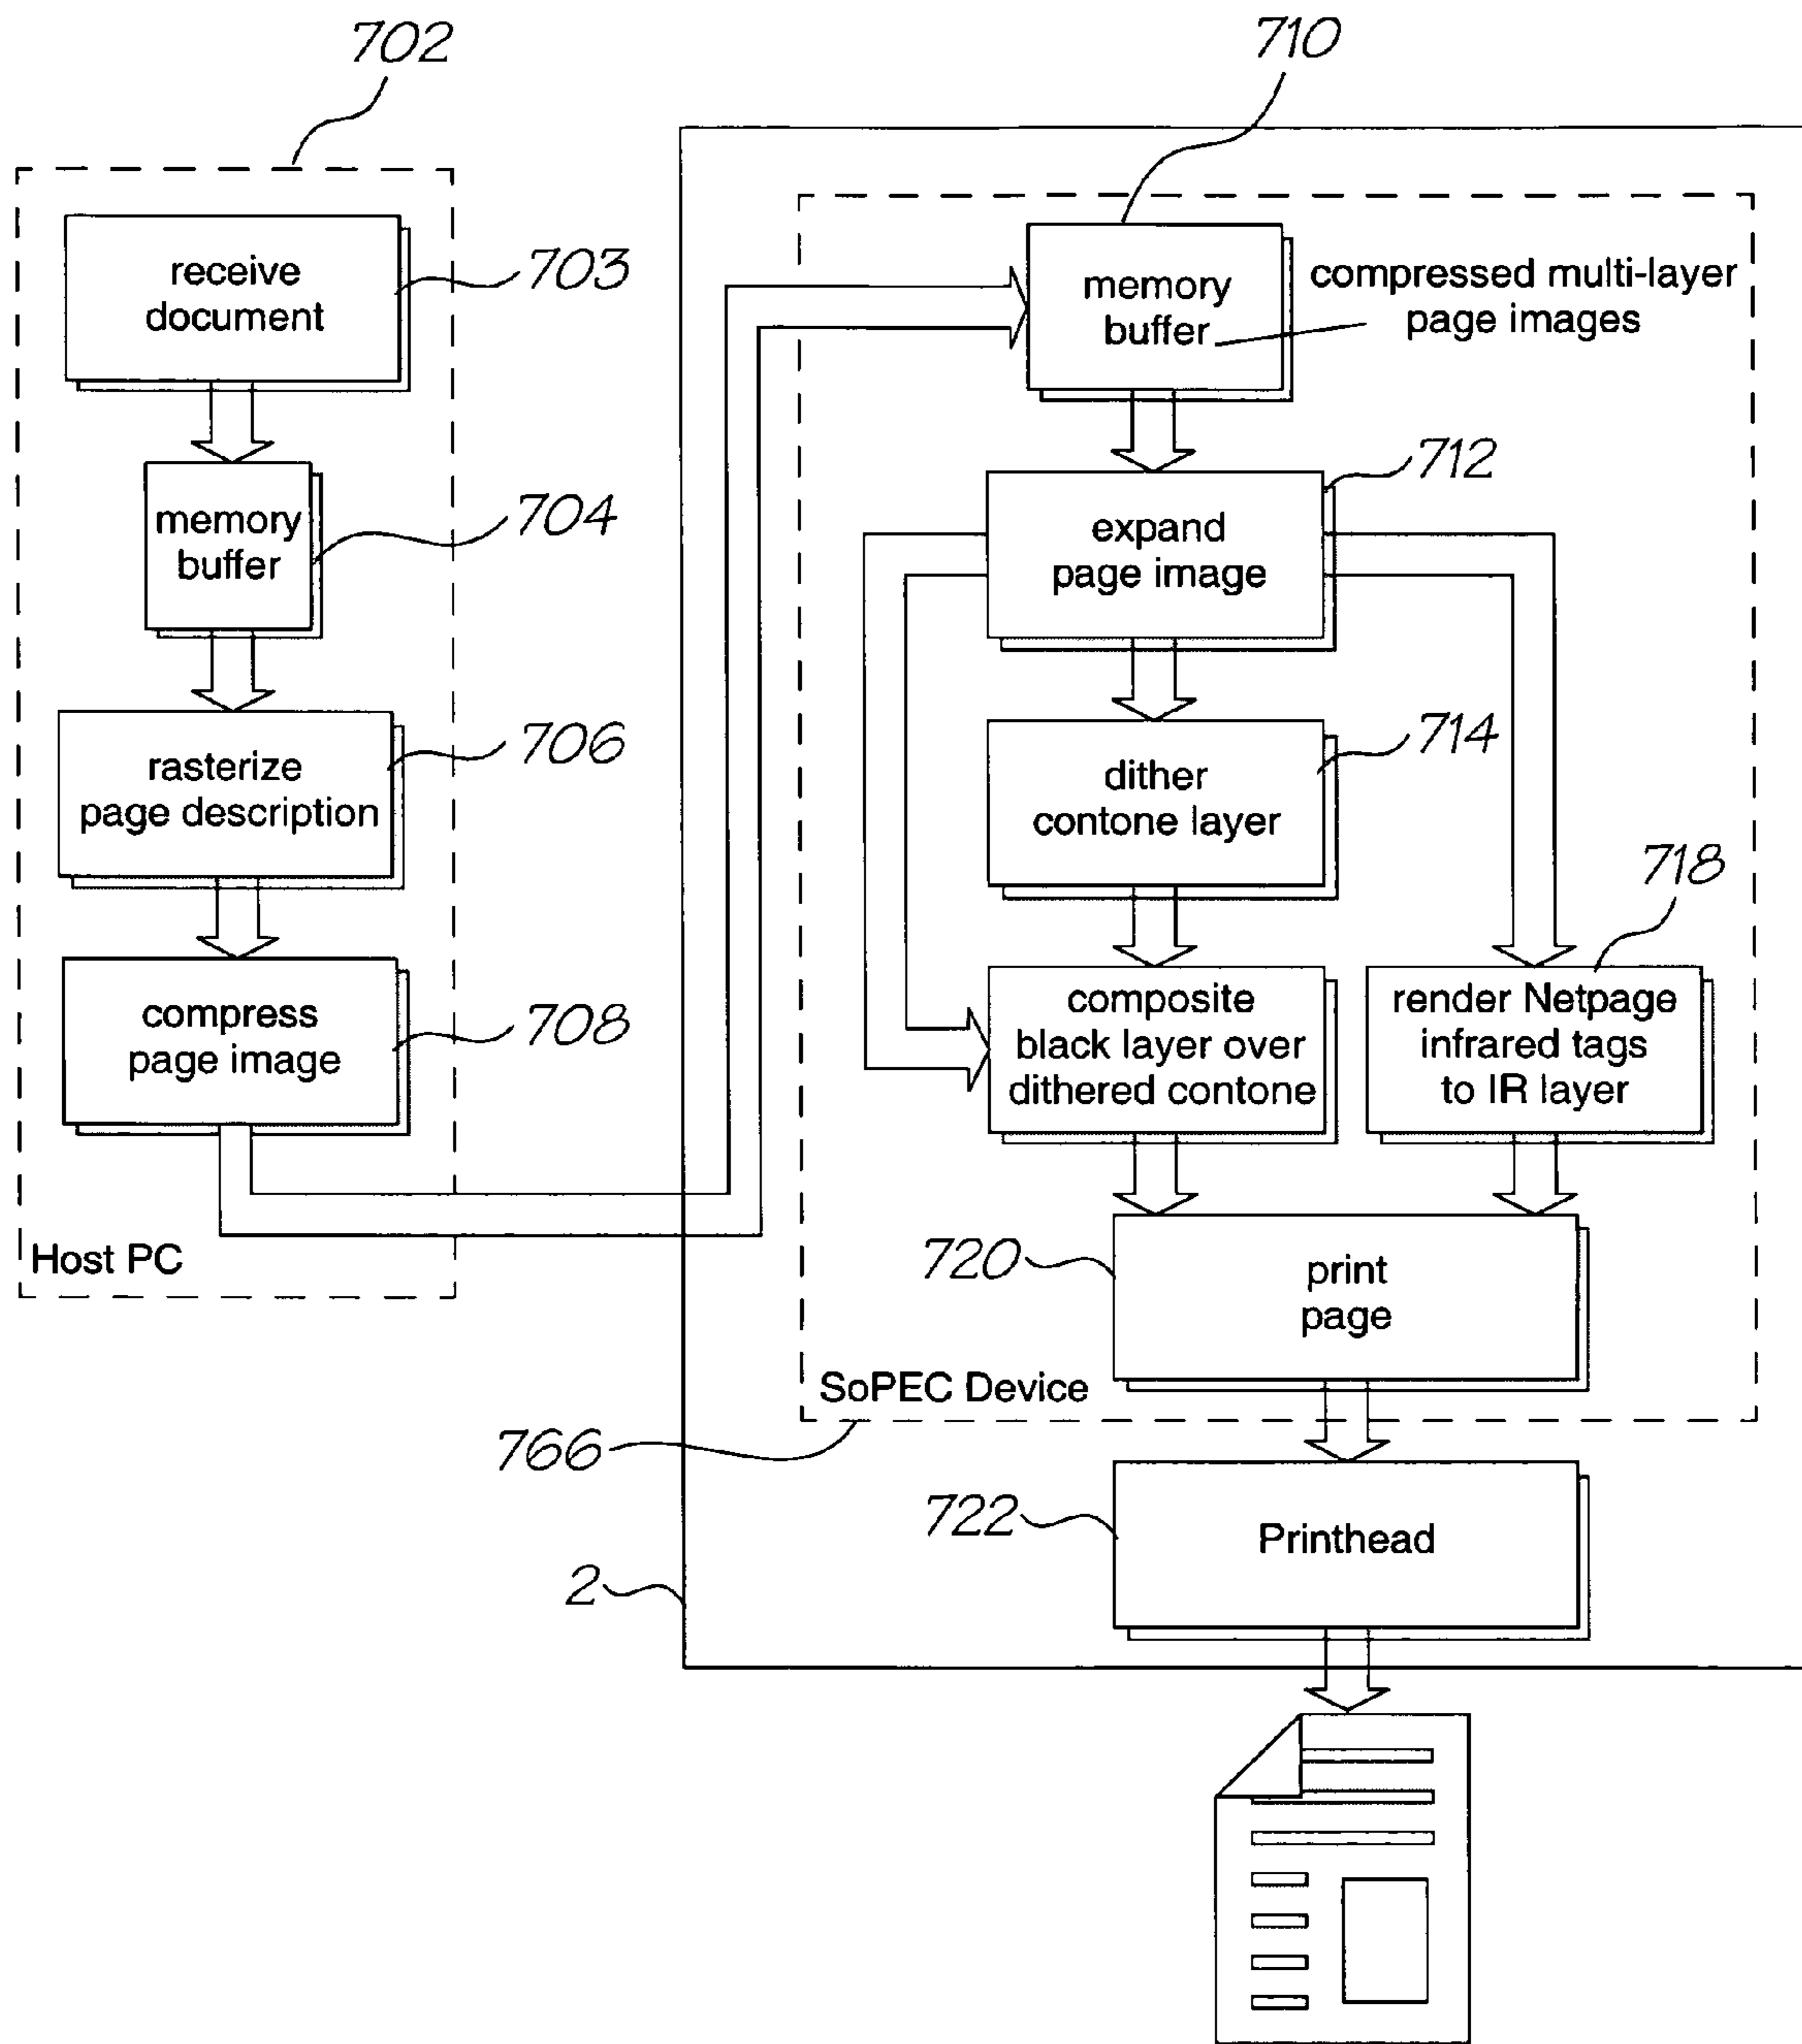 702
receive
document
703
memory
buffer
704
rasterize
page description
706
compress
page image
708
Host PC
710
memory
buffer
compressed multi-layer
page images
expand
page image
712
dither
contone layer
714
composite
black layer over
dithered contone
718
render Netpage
infrared tags
to IR layer
720
print
page
SoPEC Device
766
722
Printhead
2